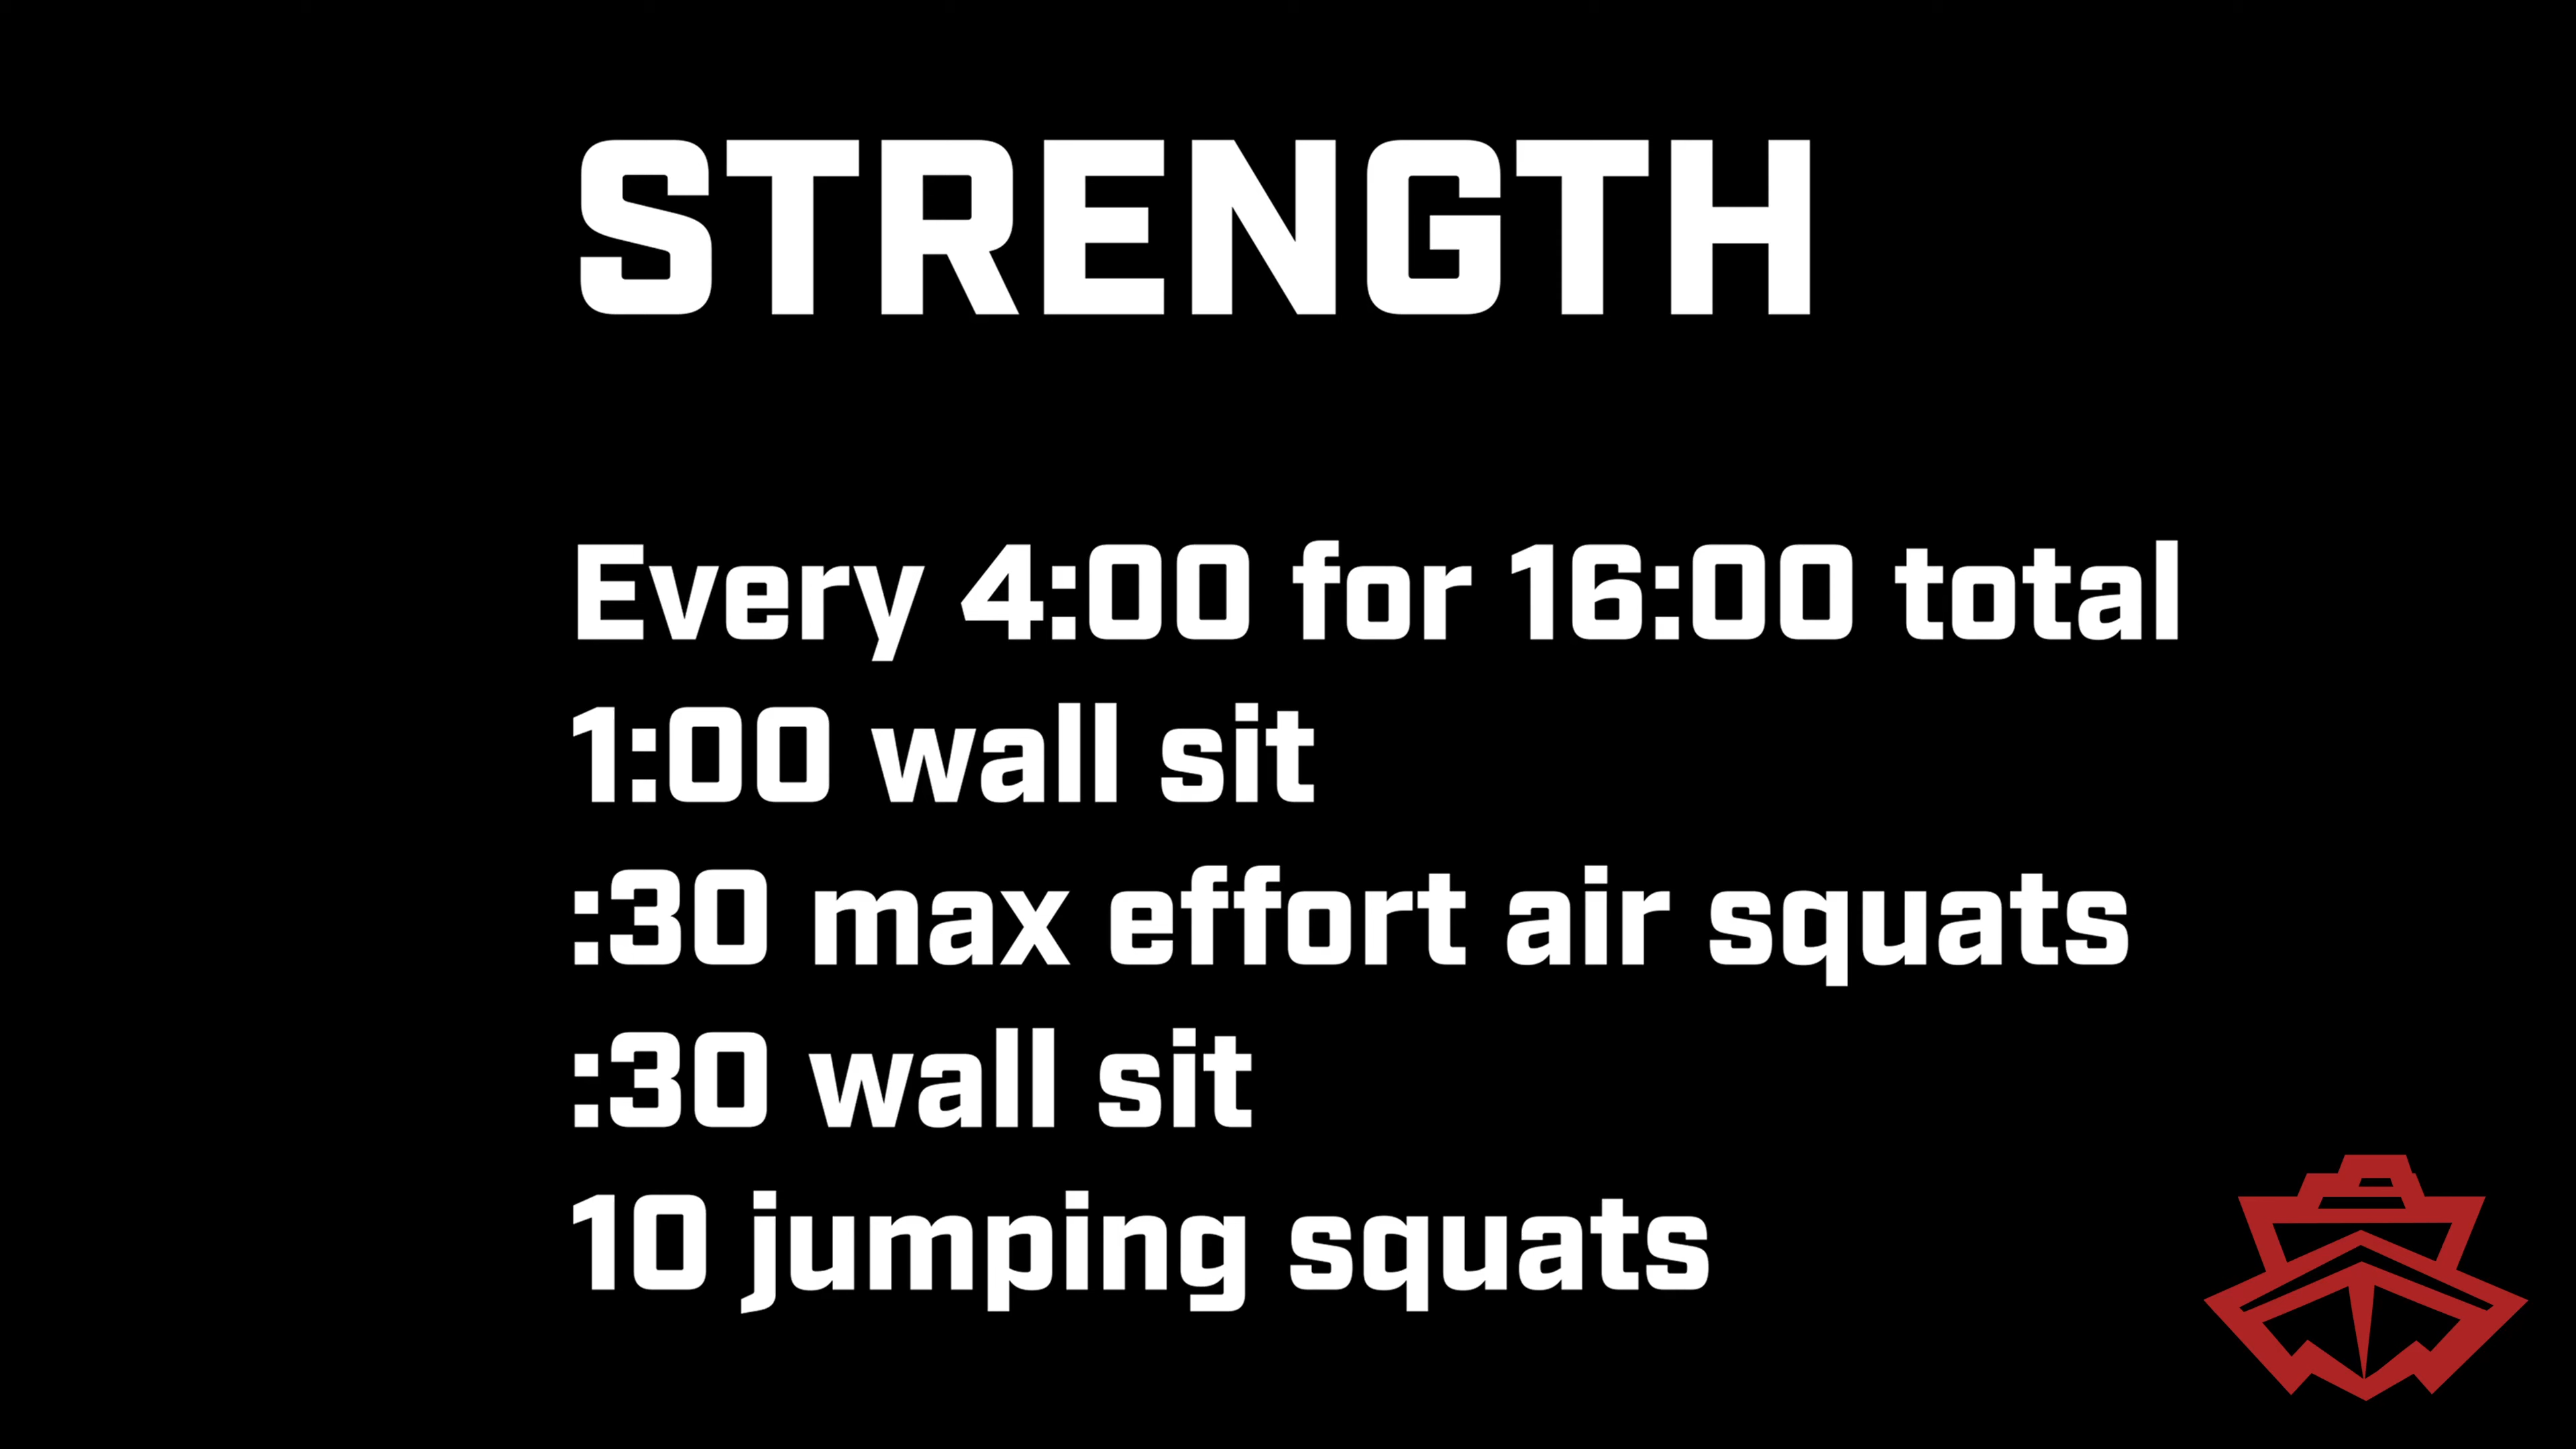 STRENGTH
Every 4:00 for 16:00 total
1:00 wall sit
:30 max effort air squats
:30 wall sit
10 jumping squats